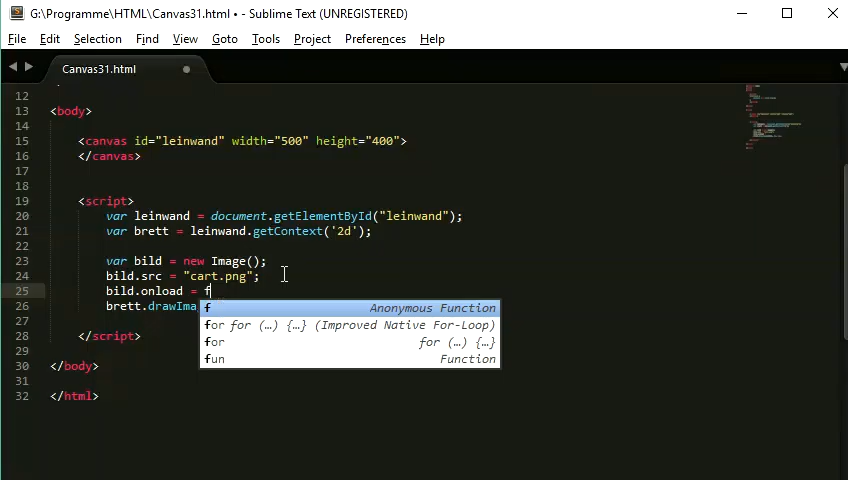 G:\Programme\HTML\Canvas31.html • - Sublime Text (UNREGISTERED)
File Edit Selection Find View Goto Tools Project Preferences Help
Canvas31.html
12
13 <body>
14
15 <canvas id="leinwand" width="500" height="400">
16 </canvas>
17
18
19 <script>
20 var leinwand = document.getElementById("leinwand");
21 var brett = leinwand.getContext('2d');
22
23 var bild = new Image();
24 bild.src = "cart.png";
25 bild.onload = f
26 brett.drawIma
f Anonymous Function
for for (…) {…} (Improved Native For-Loop)
for for (…) {…}
fun Function
27
28 </script>
29
30 </body>
31
32 </html>